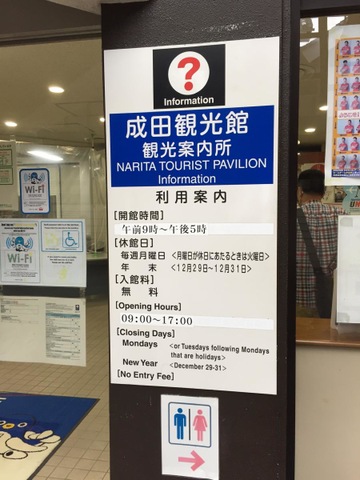 ?
Information
成田観光館
観光案内所
NARITA TOURIST PAVILION
Information
利用案内
[開館時間]
午前9時～午後5時
[休館日]
毎週月曜日 <月曜日が休日にあたるときは火曜日>
年 末 <12月29日～12月31日>
[入館料]
無 料
[Opening Hours]
09:00～17:00
[Closing Days]
Mondays <or Tuesdays following Mondays
that are holidays>
New Year <December 29-31>
[No Entry Fee]
Wi-Fi
Wi-Fi